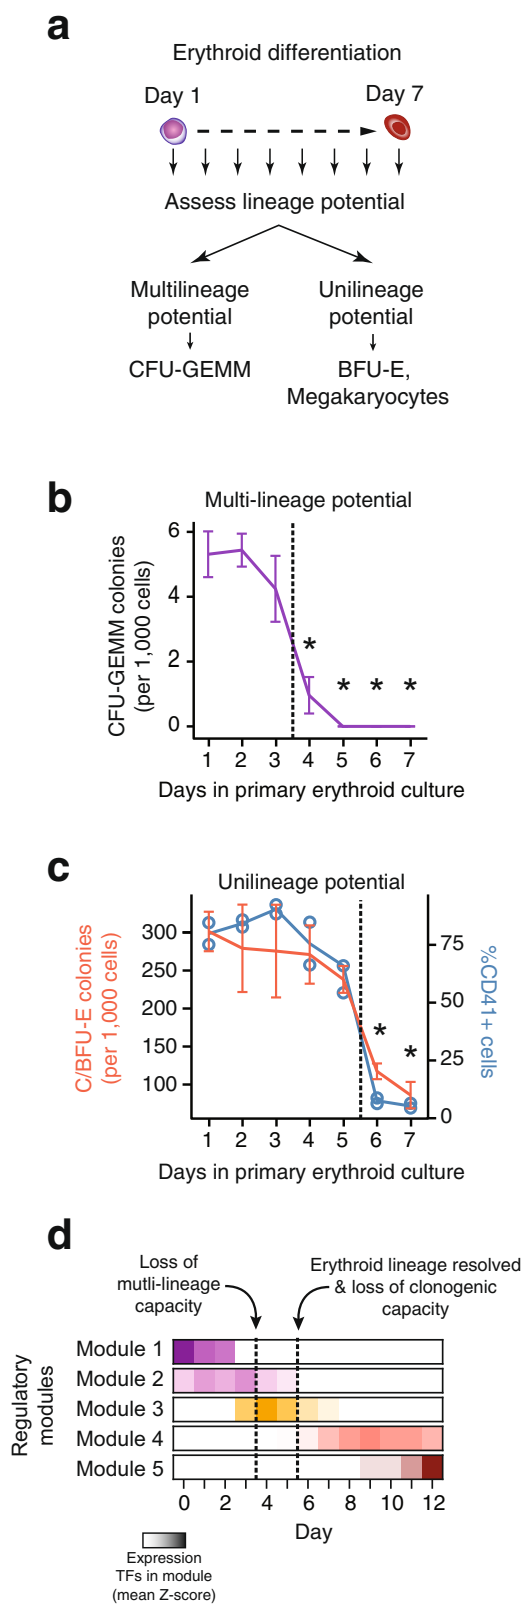 a
Erythroid differentiation
Day 1
Day 7
Assess lineage potential
Multilineage
potential
Unilineage
potential
CFU-GEMM
BFU-E,
Megakaryocytes
b
Multi-lineage potential
CFU-GEMM colonies
(per 1,000 cells)
6
4
2
0
* * * *
1 2 3 4 5 6 7
Days in primary erythroid culture
c
Unilineage potential
C/BFU-E colonies
(per 1,000 cells)
300
250
200
150
100
%CD41+ cells
75
50
25
0
* *
1 2 3 4 5 6 7
Days in primary erythroid culture
d
Loss of
mutli-lineage
capacity
Erythroid lineage resolved
& loss of clonogenic
capacity
Regulatory
modules
Module 1
Module 2
Module 3
Module 4
Module 5
0 2 4 6 8 10 12
Day
Expression
TFs in module
(mean Z-score)